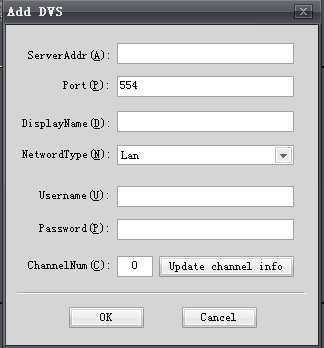 Add DVS
ServerAddr(A):
Port(P): 554
DisplayName(D):
NetwordType(N): Lan
Username(U):
Password(P):
ChannelNum(C): 0 Update channel info
OK Cancel